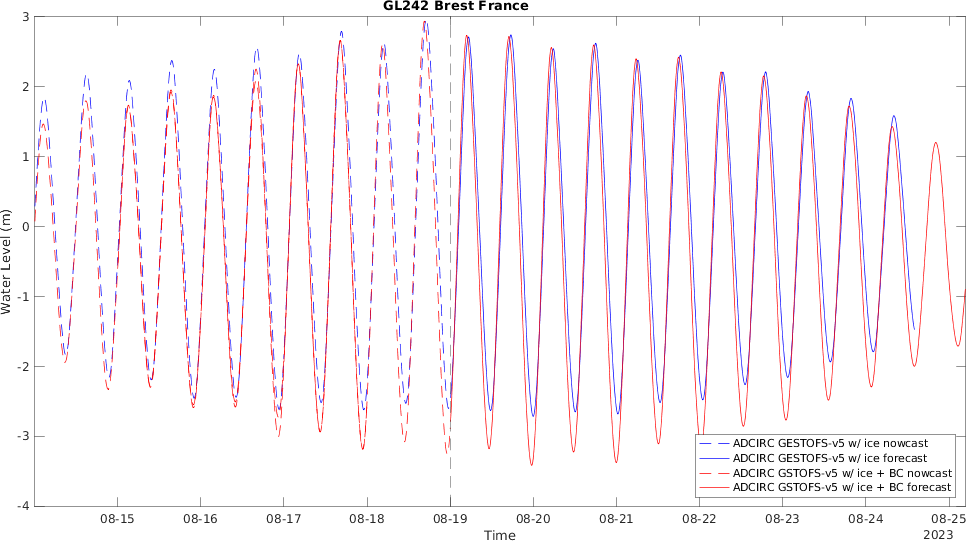 GL242 Brest France
3
2
1
0
-1
-2
-3
-4
Water Level (m)
ADCIRC GESTOFS-v5 w/ ice nowcast
ADCIRC GESTOFS-v5 w/ ice forecast
ADCIRC GSTOFS-v5 w/ ice + BC nowcast
ADCIRC GSTOFS-v5 w/ ice + BC forecast
08-15 08-16 08-17 08-18 08-19 08-20 08-21 08-22 08-23 08-24 08-25
Time
2023